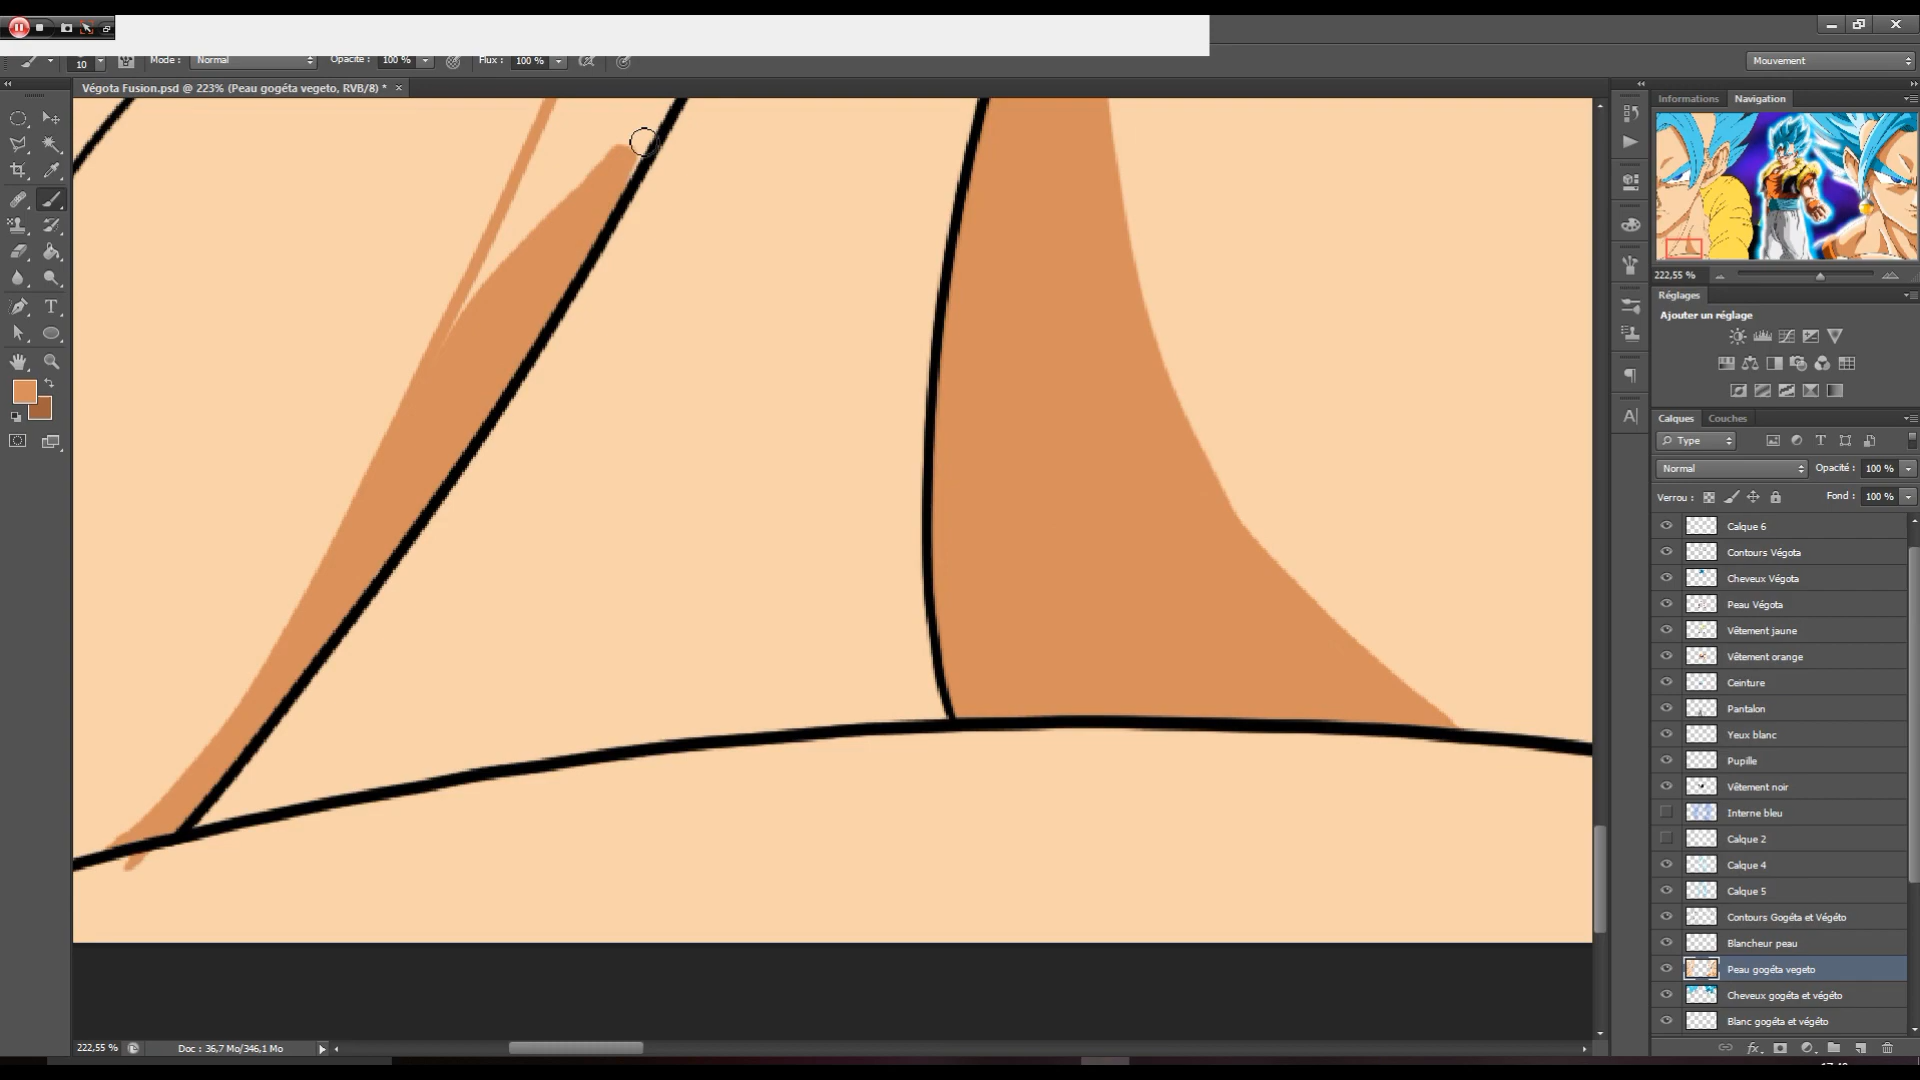 10 Mode : Normal Opacité : 100 % Flux : 100 % Mouvement
Végota Fusion.psd @ 223% (Peau gogéta vegeto, RVB/8) * ×
Informations Navigation
222,55 %
Réglages
Ajouter un réglage
Calques Couches
Type
Normal Opacité : 100 %
Verrou : Fond : 100 %
Calque 6
Contours Végota
Cheveux Végota
Peau Végota
Vêtement jaune
Vêtement orange
Ceinture
Pantalon
Yeux blanc
Pupille
Vêtement noir
Interne bleu
Calque 2
Calque 4
Calque 5
Contours Gogéta et Végéto
Blancheur peau
Peau gogéta vegeto
Cheveux gogéta et végéto
Blanc gogéta et végéto
222,55 % Doc : 36,7 Mo/346,1 Mo